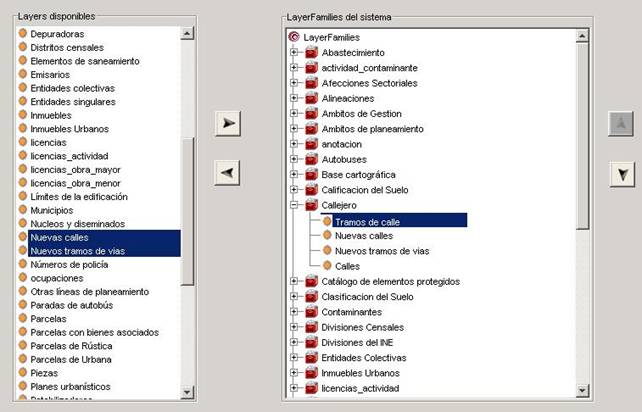 Layers disponibles
Depuradoras
Distritos censales
Elementos de saneamiento
Emisarios
Entidades colectivas
Entidades singulares
Inmuebles
Inmuebles Urbanos
licencias
licencias_actividad
licencias_obra_mayor
licencias_obra_menor
Límites de la edificación
Municipios
Nucleos y diseminados
Nuevas calles
Nuevos tramos de vias
Números de policía
ocupaciones
Otras líneas de planeamiento
Paradas de autobús
Parcelas
Parcelas con bienes asociados
Parcelas de Rústica
Parcelas de Urbana
Piezas
Planes urbanísticos
LayerFamilies del sistema
LayerFamilies
Abastecimiento
actividad_contaminante
Afecciones Sectoriales
Alineaciones
Ambitos de Gestion
Ambitos de planeamiento
anotacion
Autobuses
Base cartográfica
Calificacion del Suelo
Callejero
Tramos de calle
Nuevas calles
Nuevos tramos de vias
Calles
Catálogo de elementos protegidos
Clasificacion del Suelo
Contaminantes
Divisiones Censales
Divisiones del INE
Entidades Colectivas
Inmuebles Urbanos
licencias_actividad